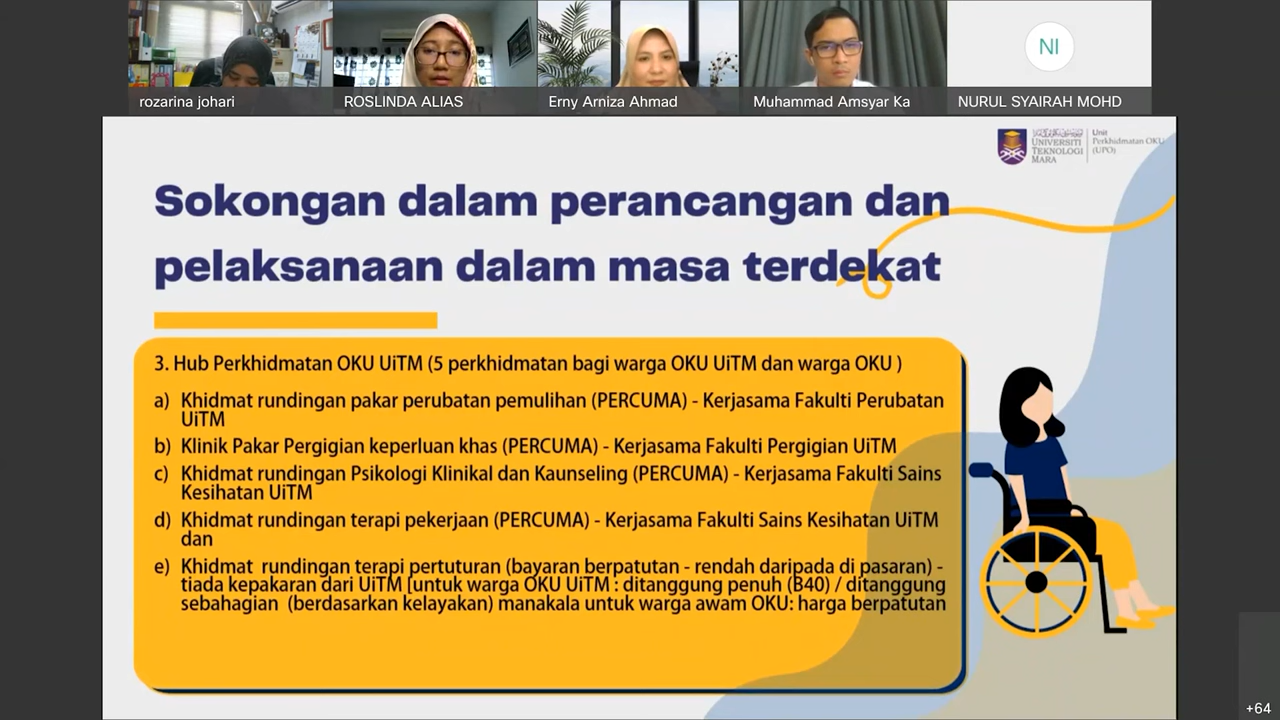 rozarina johari
ROSLINDA ALIAS
Erny Arniza Ahmad
Muhammad Amsyar Ka
NI
NURUL SYAIRAH MOHD
UNIVERSITI
TEKNOLOGI
MARA
Unit
Perkhidmatan OKU
(UPO)
Sokongan dalam perancangan dan
pelaksanaan dalam masa terdekat
3. Hub Perkhidmatan OKU UiTM (5 perkhidmatan bagi warga OKU UiTM dan warga OKU )
a) Khidmat rundingan pakar perubatan pemulihan (PERCUMA) - Kerjasama Fakulti Perubatan
UiTM
b) Klinik Pakar Pergigian keperluan khas (PERCUMA) - Kerjasama Fakulti Pergigian UiTM
c) Khidmat rundingan Psikologi Klinikal dan Kaunseling (PERCUMA) - Kerjasama Fakulti Sains
Kesihatan UiTM
d) Khidmat rundingan terapi pekerjaan (PERCUMA) - Kerjasama Fakulti Sains Kesihatan UiTM
dan
e) Khidmat rundingan terapi pertuturan (bayaran berpatutan - rendah daripada di pasaran) -
tiada kepakaran dari UiTM [untuk warga OKU UiTM : ditanggung penuh (B40) / ditanggung
sebahagian (berdasarkan kelayakan) manakala untuk warga awam OKU: harga berpatutan
+64